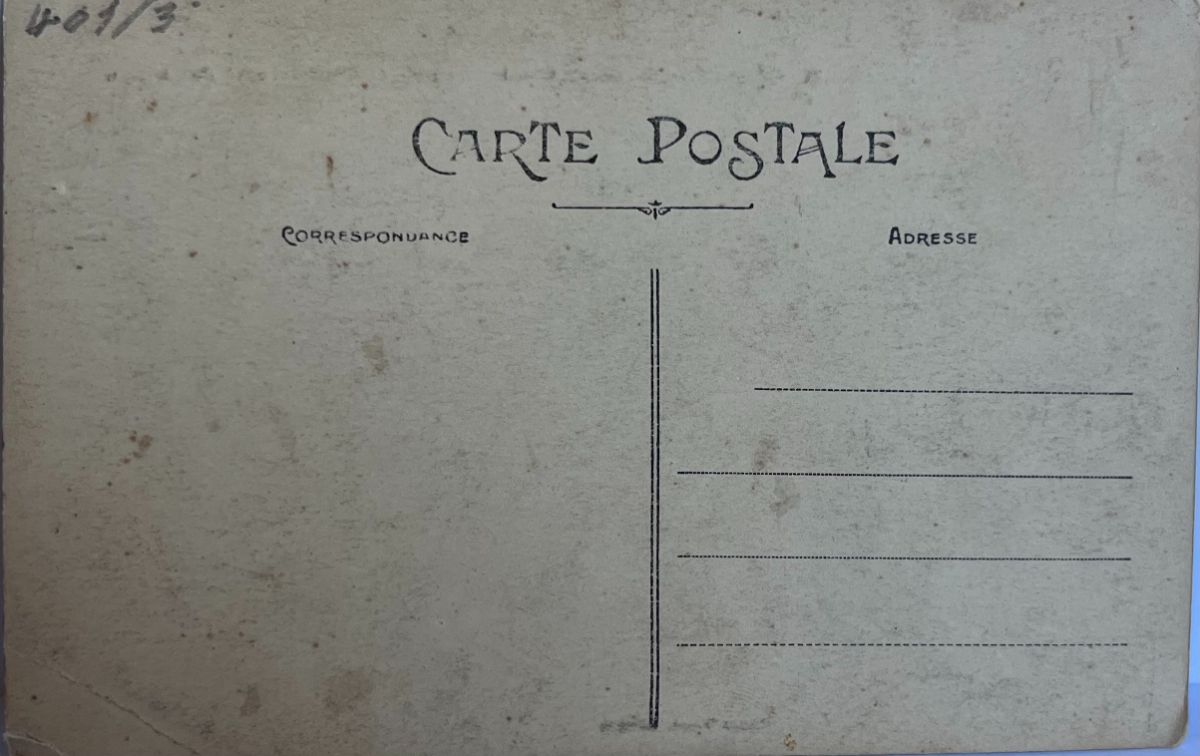 401/3
CARTE POSTALE
CORRESPONDANCE
ADRESSE